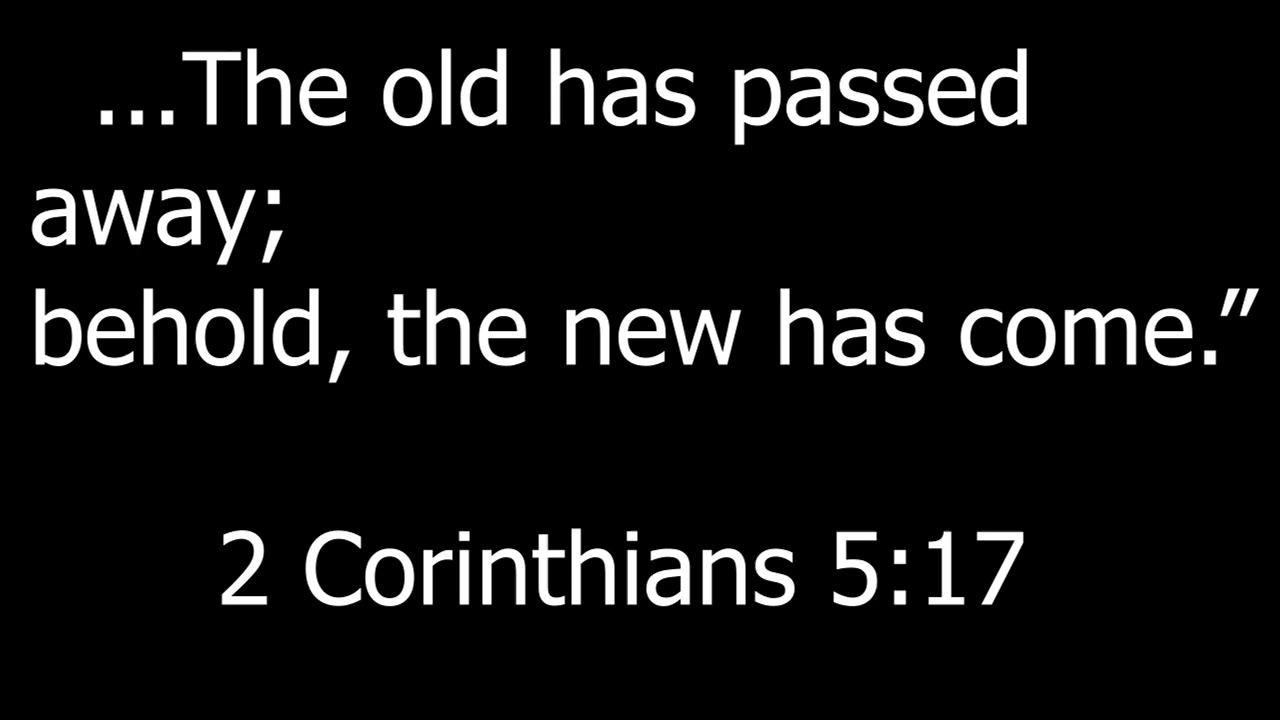 ...The old has passed
away;
behold, the new has come.”
2 Corinthians 5:17